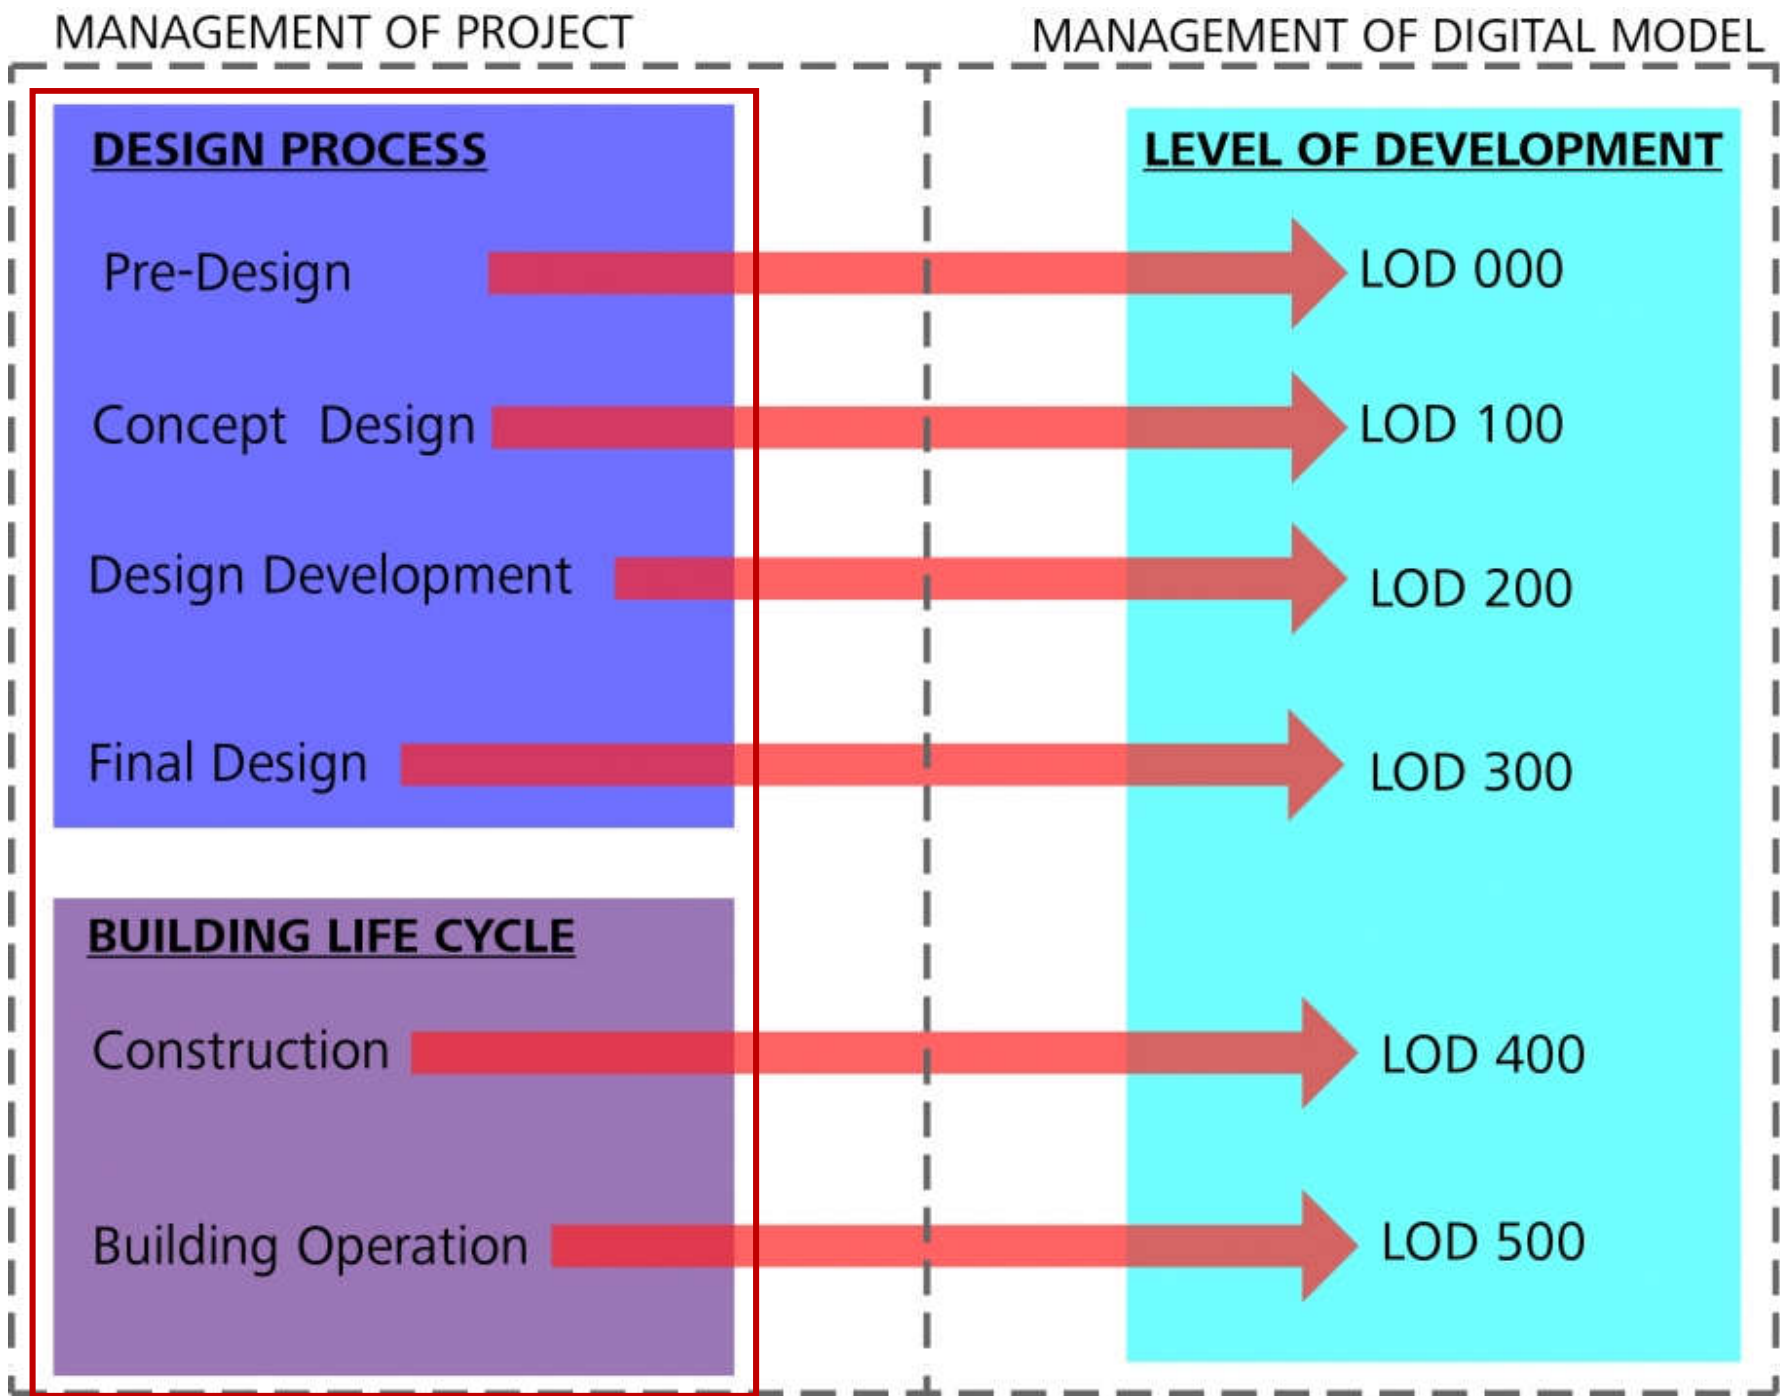 MANAGEMENT OF PROJECT
MANAGEMENT OF DIGITAL MODEL
DESIGN PROCESS
Pre-Design
Concept Design
Design Development
Final Design
BUILDING LIFE CYCLE
Construction
Building Operation
LEVEL OF DEVELOPMENT
LOD 000
LOD 100
LOD 200
LOD 300
LOD 400
LOD 500